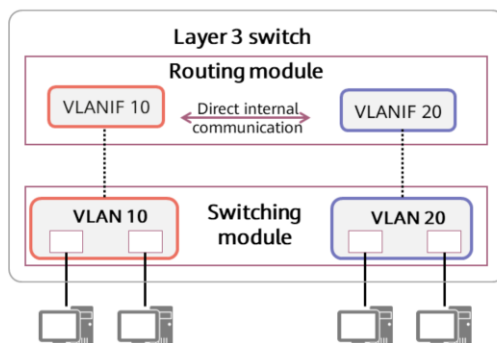 Layer 3 switch
Routing module
VLANIF 10
Direct internal
communication
VLANIF 20
VLAN 10
Switching
module
VLAN 20